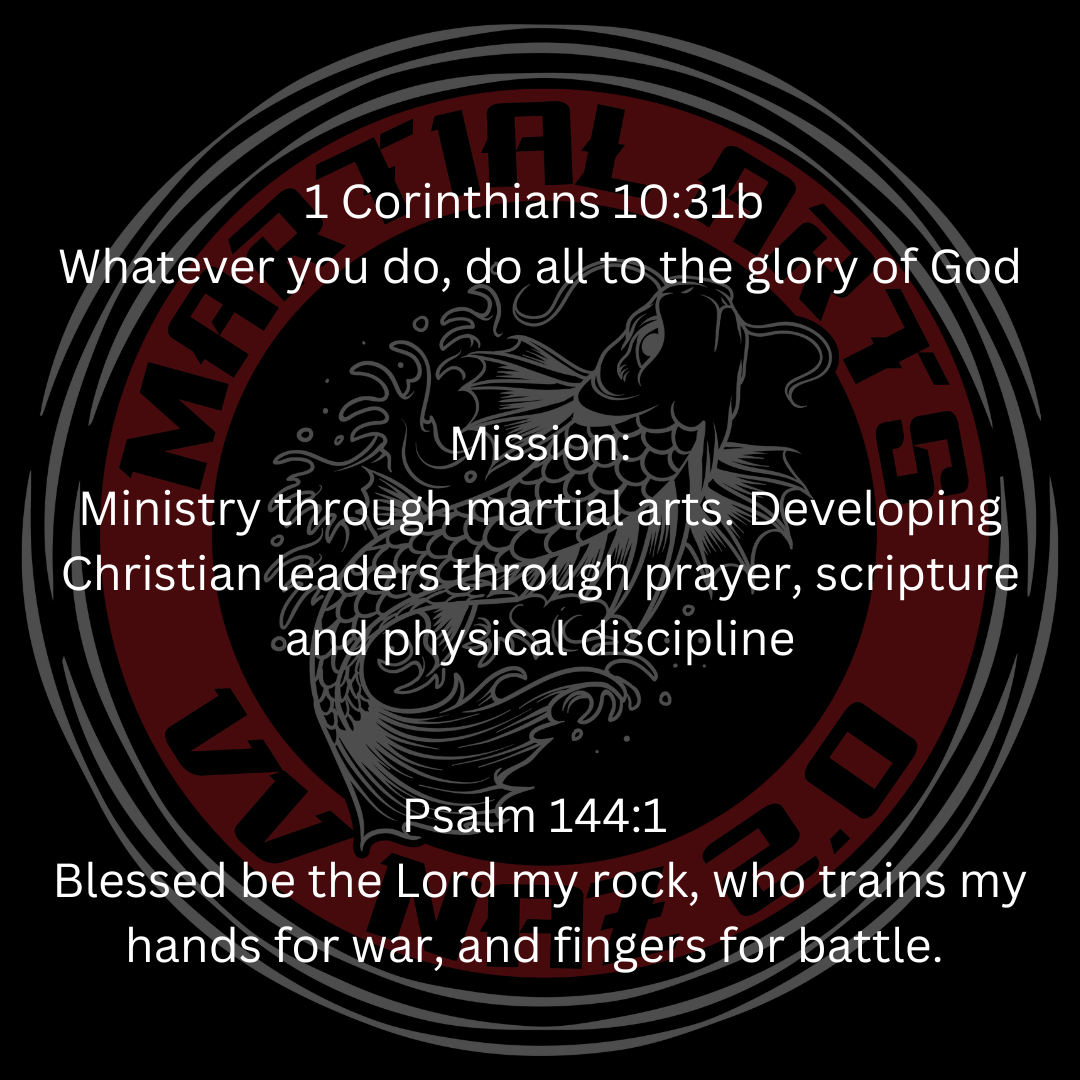 MARTIAL ARTS
1 Corinthians 10:31b
Whatever you do, do all to the glory of God
Mission:
Ministry through martial arts. Developing
Christian leaders through prayer, scripture
and physical discipline
Psalm 144:1
Blessed be the Lord my rock, who trains my
hands for war, and fingers for battle.